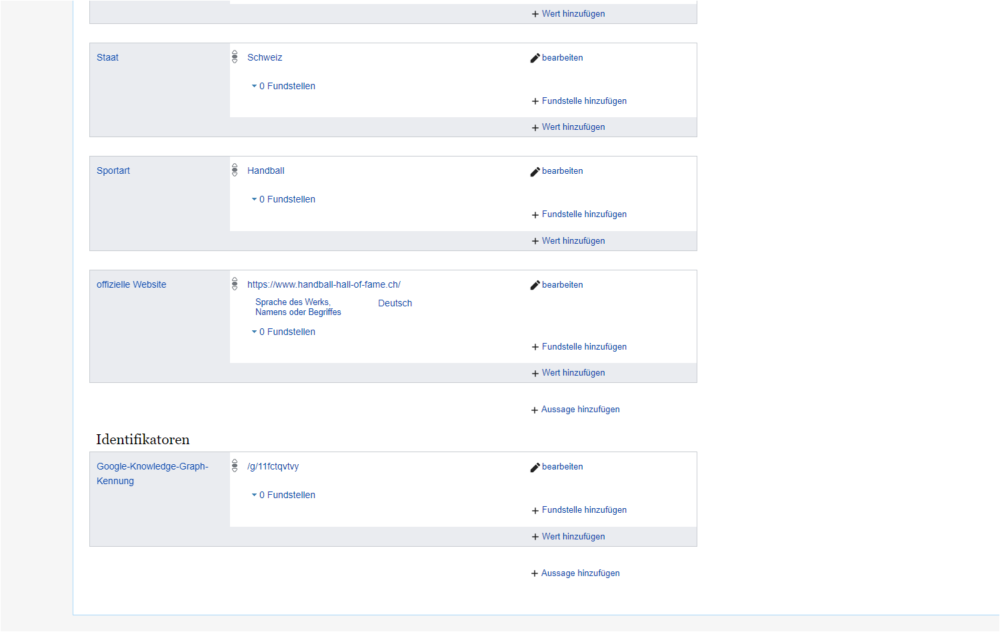 Wert hinzufügen
Staat
Schweiz
bearbeiten
0 Fundstellen
Fundstelle hinzufügen
Wert hinzufügen
Sportart
Handball
bearbeiten
0 Fundstellen
Fundstelle hinzufügen
Wert hinzufügen
offizielle Website
https://www.handball-hall-of-fame.ch/
bearbeiten
Sprache des Werks,
Namens oder Begriffes
Deutsch
0 Fundstellen
Fundstelle hinzufügen
Wert hinzufügen
Aussage hinzufügen
Identifikatoren
Google-Knowledge-Graph-
Kennung
/g/11fctqvtvy
bearbeiten
0 Fundstellen
Fundstelle hinzufügen
Wert hinzufügen
Aussage hinzufügen